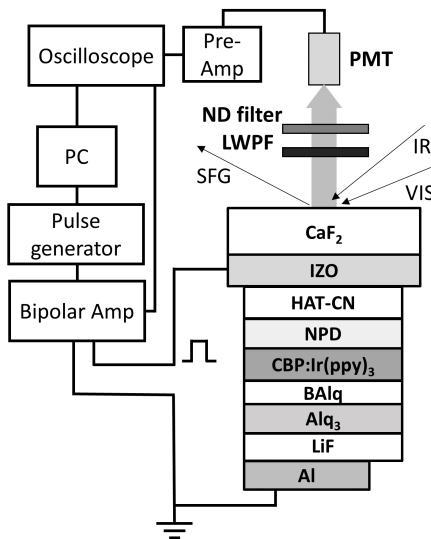 Oscilloscope
Pre-
Amp
PMT
ND filter
LWPF
IR
SFG
VIS
PC
Pulse
generator
Bipolar Amp
CaF₂
IZO
HAT-CN
NPD
CBP:Ir(ppy)₃
BAlq
Alq₃
LiF
Al